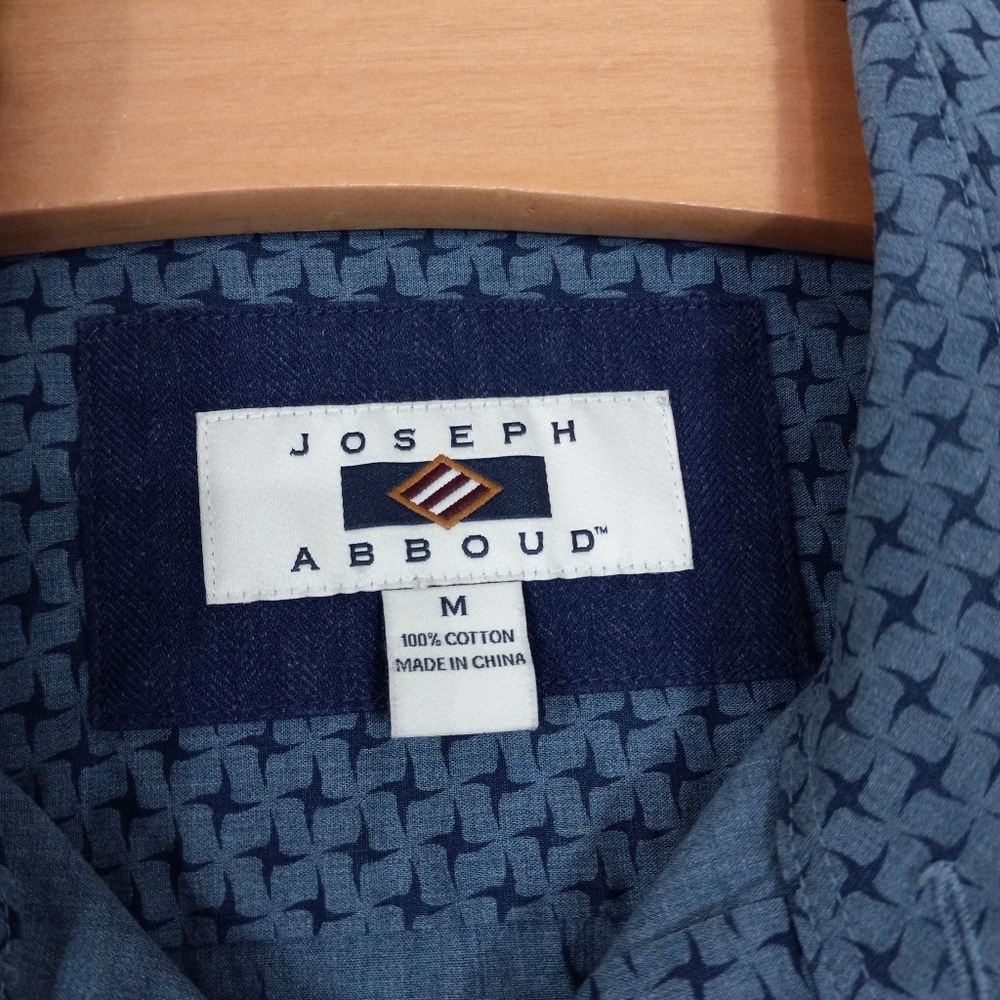 JOSEPH
ABBOUD™
M
100% COTTON
MADE IN CHINA